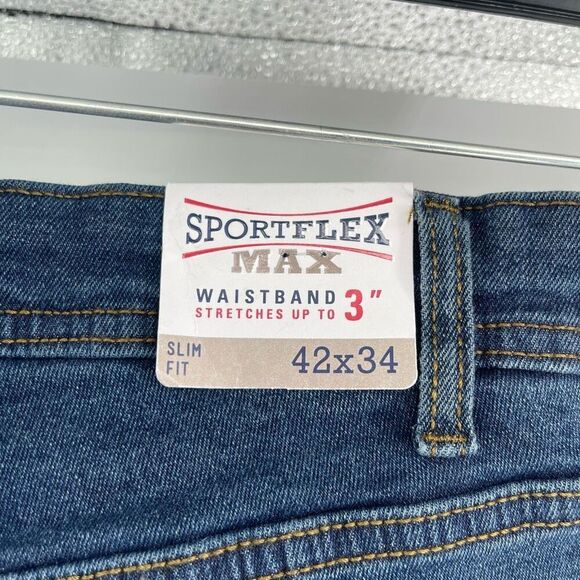 SPORTFLEX
MAX
WAISTBAND
STRETCHES UP TO 3"
SLIM
FIT
42x34